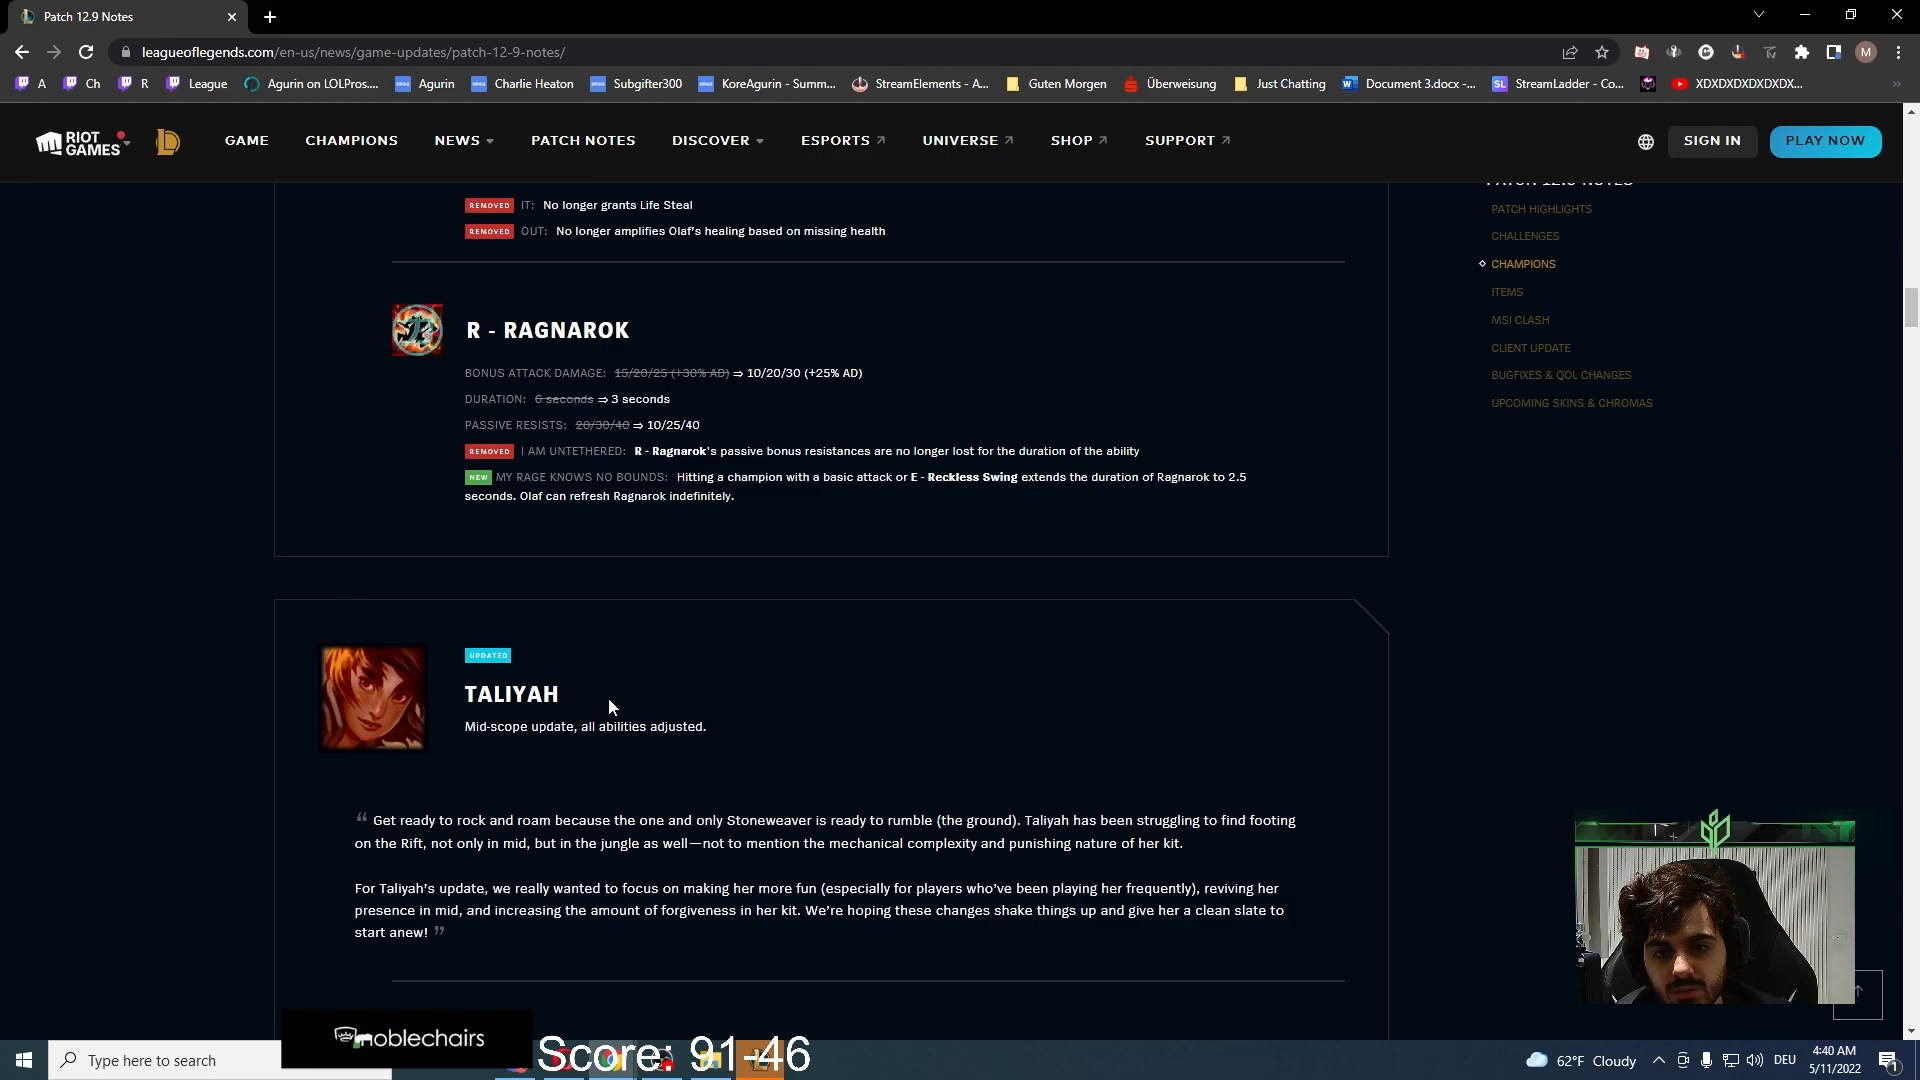 Patch 12.9 Notes
leagueoflegends.com/en-us/news/game-updates/patch-12-9-notes/
M
A
Ch
R
League
Agurin on LOLPros....
Agurin
Charlie Heaton
Subgifter300
KoreAgurin - Summ...
StreamElements - A...
Guten Morgen
Überweisung
Just Chatting
Document 3.docx -...
SL StreamLadder - Co...
XDXDXDXDXDXDX...
RIOT GAMES
GAME
CHAMPIONS
NEWS
PATCH NOTES
DISCOVER
ESPORTS
UNIVERSE
SHOP
SUPPORT
SIGN IN
PLAY NOW
REMOVED IT: No longer grants Life Steal
REMOVED OUT: No longer amplifies Olaf's healing based on missing health
R - RAGNAROK
BONUS ATTACK DAMAGE: 15/20/25 (+30% AD) ⇒ 10/20/30 (+25% AD)
DURATION: 6 seconds ⇒ 3 seconds
PASSIVE RESISTS: 20/30/40 ⇒ 10/25/40
REMOVED I AM UNTETHERED: R - Ragnarok's passive bonus resistances are no longer lost for the duration of the ability
NEW MY RAGE KNOWS NO BOUNDS: Hitting a champion with a basic attack or E - Reckless Swing extends the duration of Ragnarok to 2.5
seconds. Olaf can refresh Ragnarok indefinitely.
UPDATED
TALIYAH
Mid-scope update, all abilities adjusted.
“ Get ready to rock and roam because the one and only Stoneweaver is ready to rumble (the ground). Taliyah has been struggling to find footing
on the Rift, not only in mid, but in the jungle as well—not to mention the mechanical complexity and punishing nature of her kit.
For Taliyah's update, we really wanted to focus on making her more fun (especially for players who've been playing her frequently), reviving her
presence in mid, and increasing the amount of forgiveness in her kit. We're hoping these changes shake things up and give her a clean slate to
start anew! ”
PATCH 12.9 NOTES
PATCH HIGHLIGHTS
CHALLENGES
CHAMPIONS
ITEMS
MSI CLASH
CLIENT UPDATE
BUGFIXES & QOL CHANGES
UPCOMING SKINS & CHROMAS
noblechairs
Score: 91-46
Type here to search
62°F Cloudy
DEU
4:40 AM
5/11/2022
1